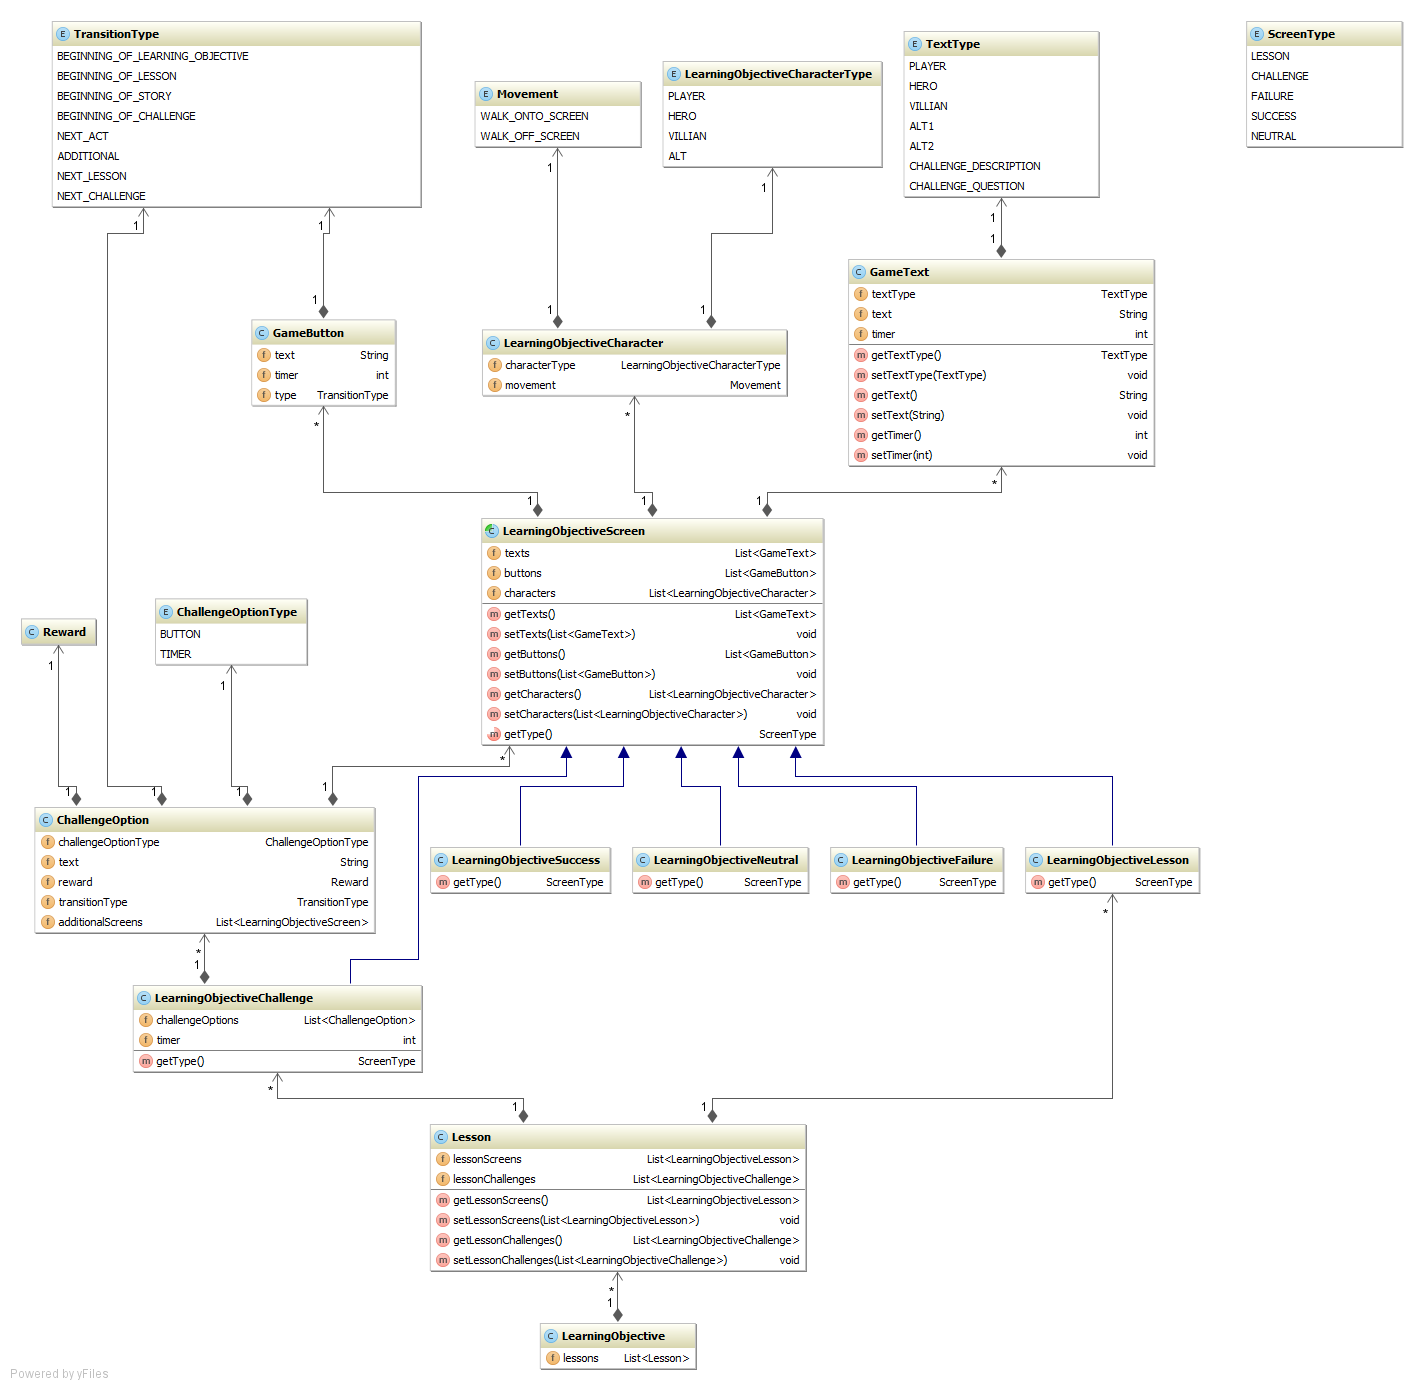 E TransitionType
BEGINNING_OF_LEARNING_OBJECTIVE
BEGINNING_OF_LESSON
BEGINNING_OF_STORY
BEGINNING_OF_CHALLENGE
NEXT_ACT
ADDITIONAL
NEXT_LESSON
NEXT_CHALLENGE
E Movement
WALK_ONTO_SCREEN
WALK_OFF_SCREEN
E LearningObjectiveCharacterType
PLAYER
HERO
VILLIAN
ALT
E TextType
PLAYER
HERO
VILLIAN
ALT1
ALT2
CHALLENGE_DESCRIPTION
CHALLENGE_QUESTION
E ScreenType
LESSON
CHALLENGE
FAILURE
SUCCESS
NEUTRAL
1
1
1
1
1
1
1
1
1
C GameButton
f text String
f timer int
f type TransitionType
C LearningObjectiveCharacter
f characterType LearningObjectiveCharacterType
f movement Movement
C GameText
f textType TextType
f text String
f timer int
m getTextType() TextType
m setTextType(TextType) void
m getText() String
m setText(String) void
m getTimer() int
m setTimer(int) void
*
*
*
1
1
1
C LearningObjectiveScreen
f texts List<GameText>
f buttons List<GameButton>
f characters List<LearningObjectiveCharacter>
m getTexts() List<GameText>
m setTexts(List<GameText>) void
m getButtons() List<GameButton>
m setButtons(List<GameButton>) void
m getCharacters() List<LearningObjectiveCharacter>
m setCharacters(List<LearningObjectiveCharacter>) void
m getType() ScreenType
C Reward
E ChallengeOptionType
BUTTON
TIMER
1
1
*
1
1
1
1
C ChallengeOption
f challengeOptionType ChallengeOptionType
f text String
f reward Reward
f transitionType TransitionType
f additionalScreens List<LearningObjectiveScreen>
C LearningObjectiveSuccess
m getType() ScreenType
C LearningObjectiveNeutral
m getType() ScreenType
C LearningObjectiveFailure
m getType() ScreenType
C LearningObjectiveLesson
m getType() ScreenType
*
*
1
C LearningObjectiveChallenge
f challengeOptions List<ChallengeOption>
f timer int
m getType() ScreenType
*
1
1
C Lesson
f lessonScreens List<LearningObjectiveLesson>
f lessonChallenges List<LearningObjectiveChallenge>
m getLessonScreens() List<LearningObjectiveLesson>
m setLessonScreens(List<LearningObjectiveLesson>) void
m getLessonChallenges() List<LearningObjectiveChallenge>
m setLessonChallenges(List<LearningObjectiveChallenge>) void
*
1
C LearningObjective
f lessons List<Lesson>
Powered by yFiles